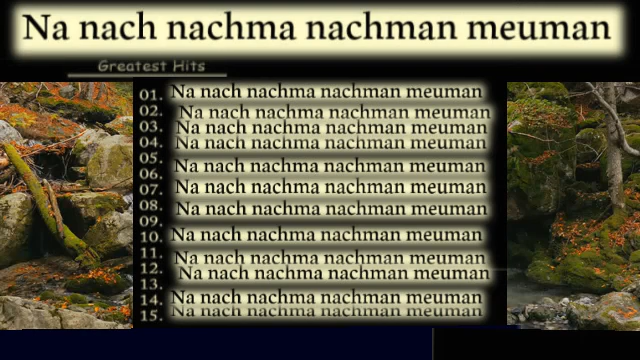 Na nach nachma nachman meuman
Greatest Hits
01. Na nach nachma nachman meuman
02. Na nach nachma nachman meuman
03. Na nach nachma nachman meuman
04. Na nach nachma nachman meuman
05.
06. Na nach nachma nachman meuman
07. Na nach nachma nachman meuman
08. Na nach nachma nachman meuman
09.
10. Na nach nachma nachman meuman
11. Na nach nachma nachman meuman
12. Na nach nachma nachman meuman
13.
14. Na nach nachma nachman meuman
15. Na nach nachma nachman meuman